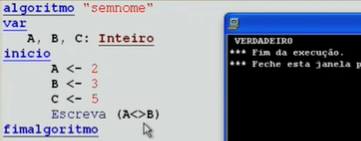 algoritmo "semnome"
var
A, B, C: Inteiro
inicio
A <- 2
B <- 3
C <- 5
Escreva (A<>B)
fimalgoritmo
VERDADEIRO
*** Fim da execução.
*** Feche esta janela p